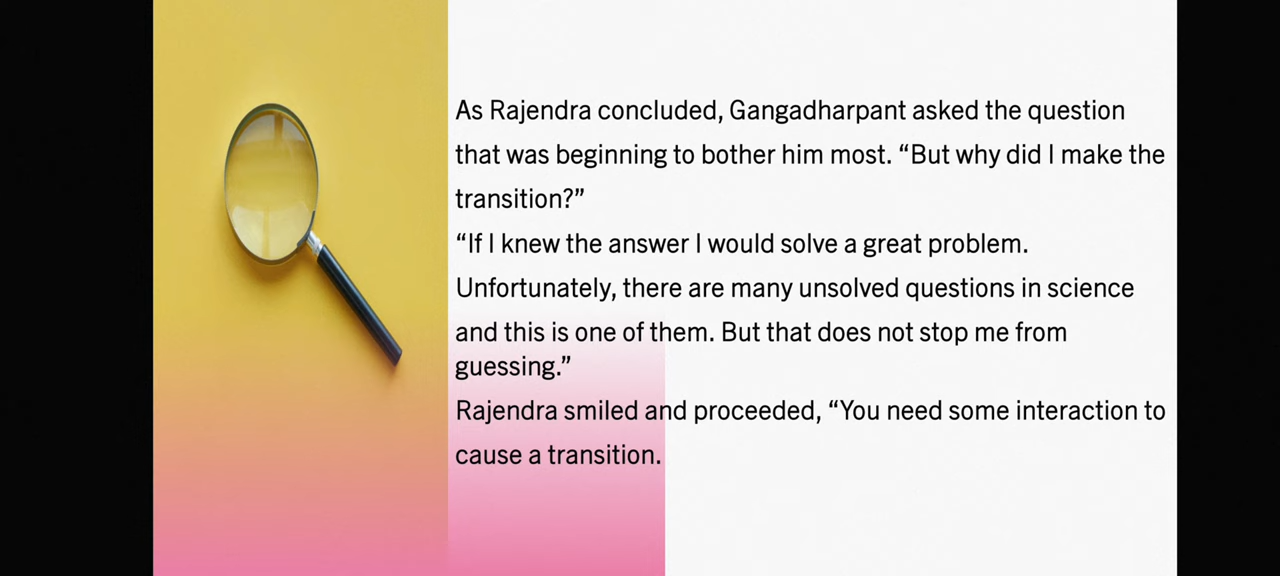 As Rajendra concluded, Gangadharpant asked the question
that was beginning to bother him most. “But why did I make the
transition?”
“If I knew the answer I would solve a great problem.
Unfortunately, there are many unsolved questions in science
and this is one of them. But that does not stop me from
guessing.”
Rajendra smiled and proceeded, “You need some interaction to
cause a transition.